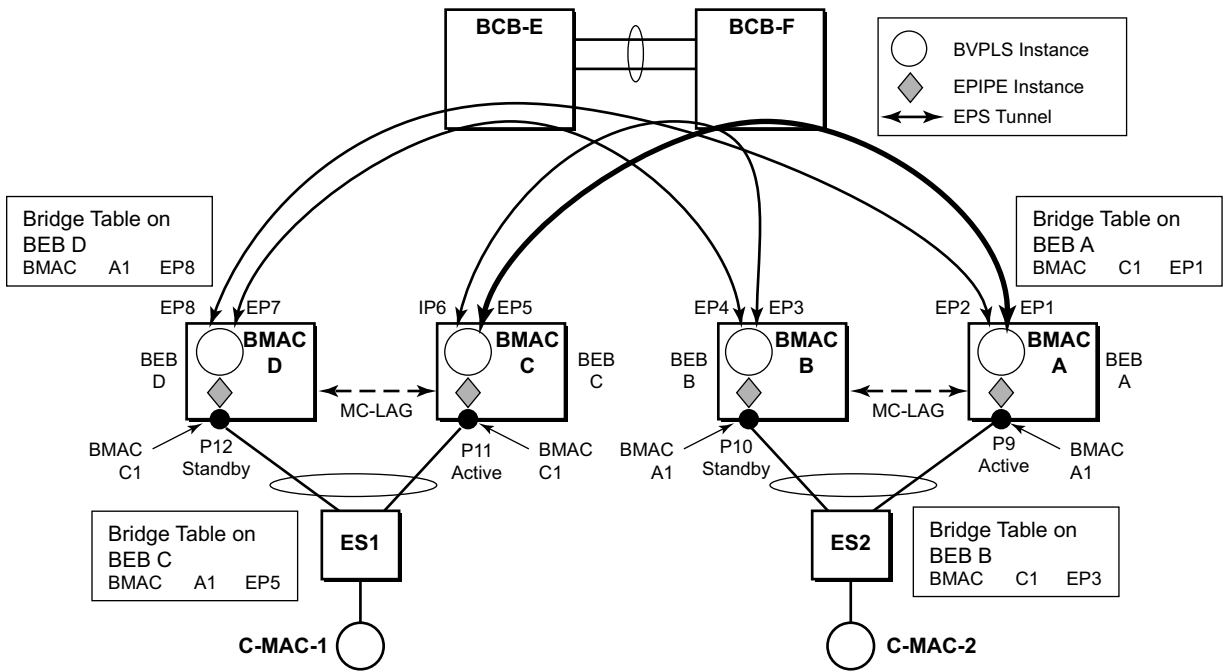 BCB-E
BCB-F
BVPLS Instance
EPIPE Instance
EPS Tunnel
Bridge Table on
BEB D
BMAC A1 EP8
Bridge Table on
BEB A
BMAC C1 EP1
EP8
EP7
IP6
EP5
EP4
EP3
EP2
EP1
BEB
D
BMAC
D
BMAC
C
BEB
C
BEB
B
BMAC
B
BMAC
A
BEB
A
MC-LAG
MC-LAG
BMAC
C1
P12
Standby
P11
Active
BMAC
C1
BMAC
A1
P10
Standby
P9
Active
BMAC
A1
Bridge Table on
BEB C
BMAC A1 EP5
ES1
ES2
Bridge Table on
BEB B
BMAC C1 EP3
C-MAC-1
C-MAC-2